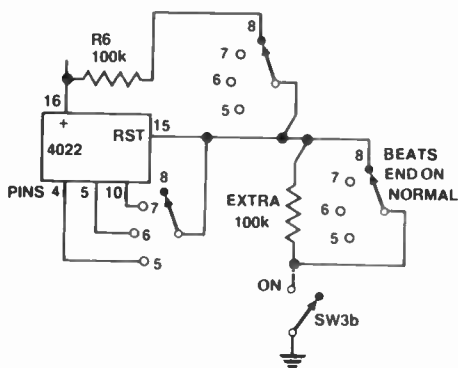 R6
100k
8
7
6
5
16
+
15
RST
4022
PINS 4 5 10
8
7
6
5
EXTRA
100k
8
7
6
5
BEATS
END ON
NORMAL
ON
SW3b